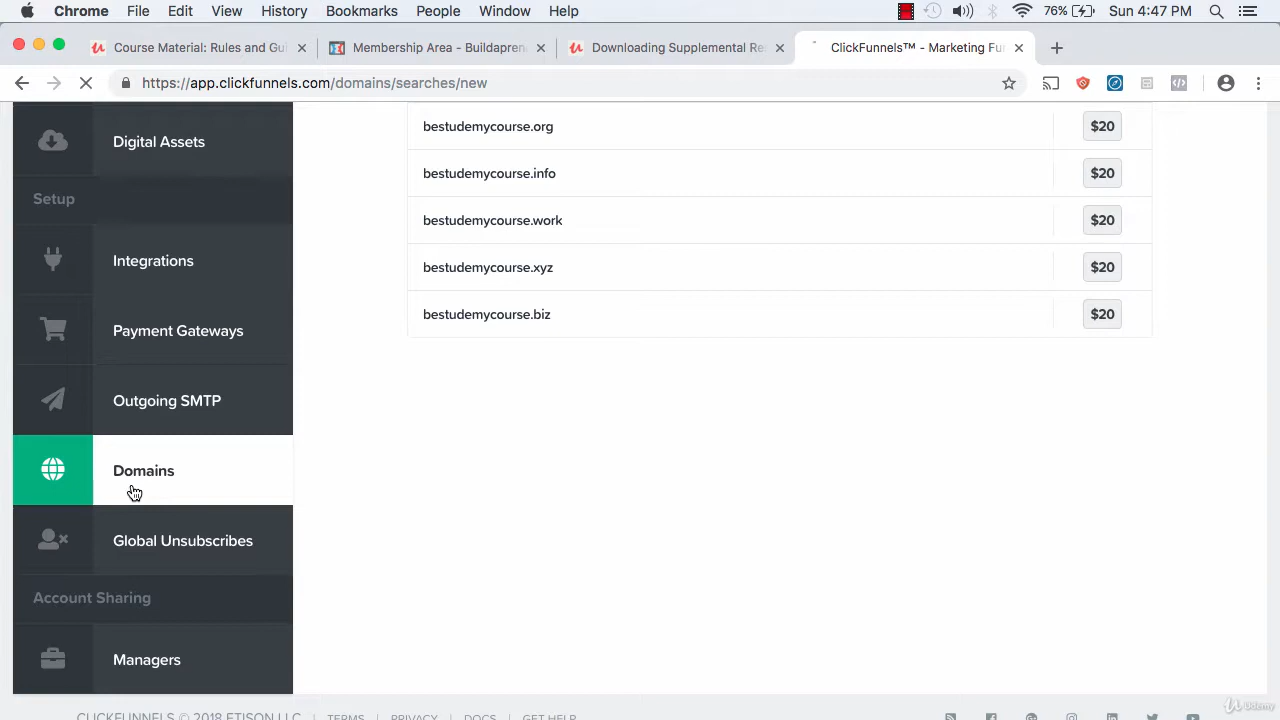 Chrome File Edit View History Bookmarks People Window Help 76% Sun 4:47 PM
Course Material: Rules and Gui
Membership Area - Buildapren
Downloading Supplemental Re
ClickFunnels™ - Marketing Fu
https://app.clickfunnels.com/domains/searches/new
Digital Assets
Setup
Integrations
Payment Gateways
Outgoing SMTP
Domains
Global Unsubscribes
Account Sharing
Managers
bestudemycourse.org $20
bestudemycourse.info $20
bestudemycourse.work $20
bestudemycourse.xyz $20
bestudemycourse.biz $20
CLICKFUNNELS © 2018 ETISON LLC | TERMS | PRIVACY | DOCS | GET HELP
Udemy